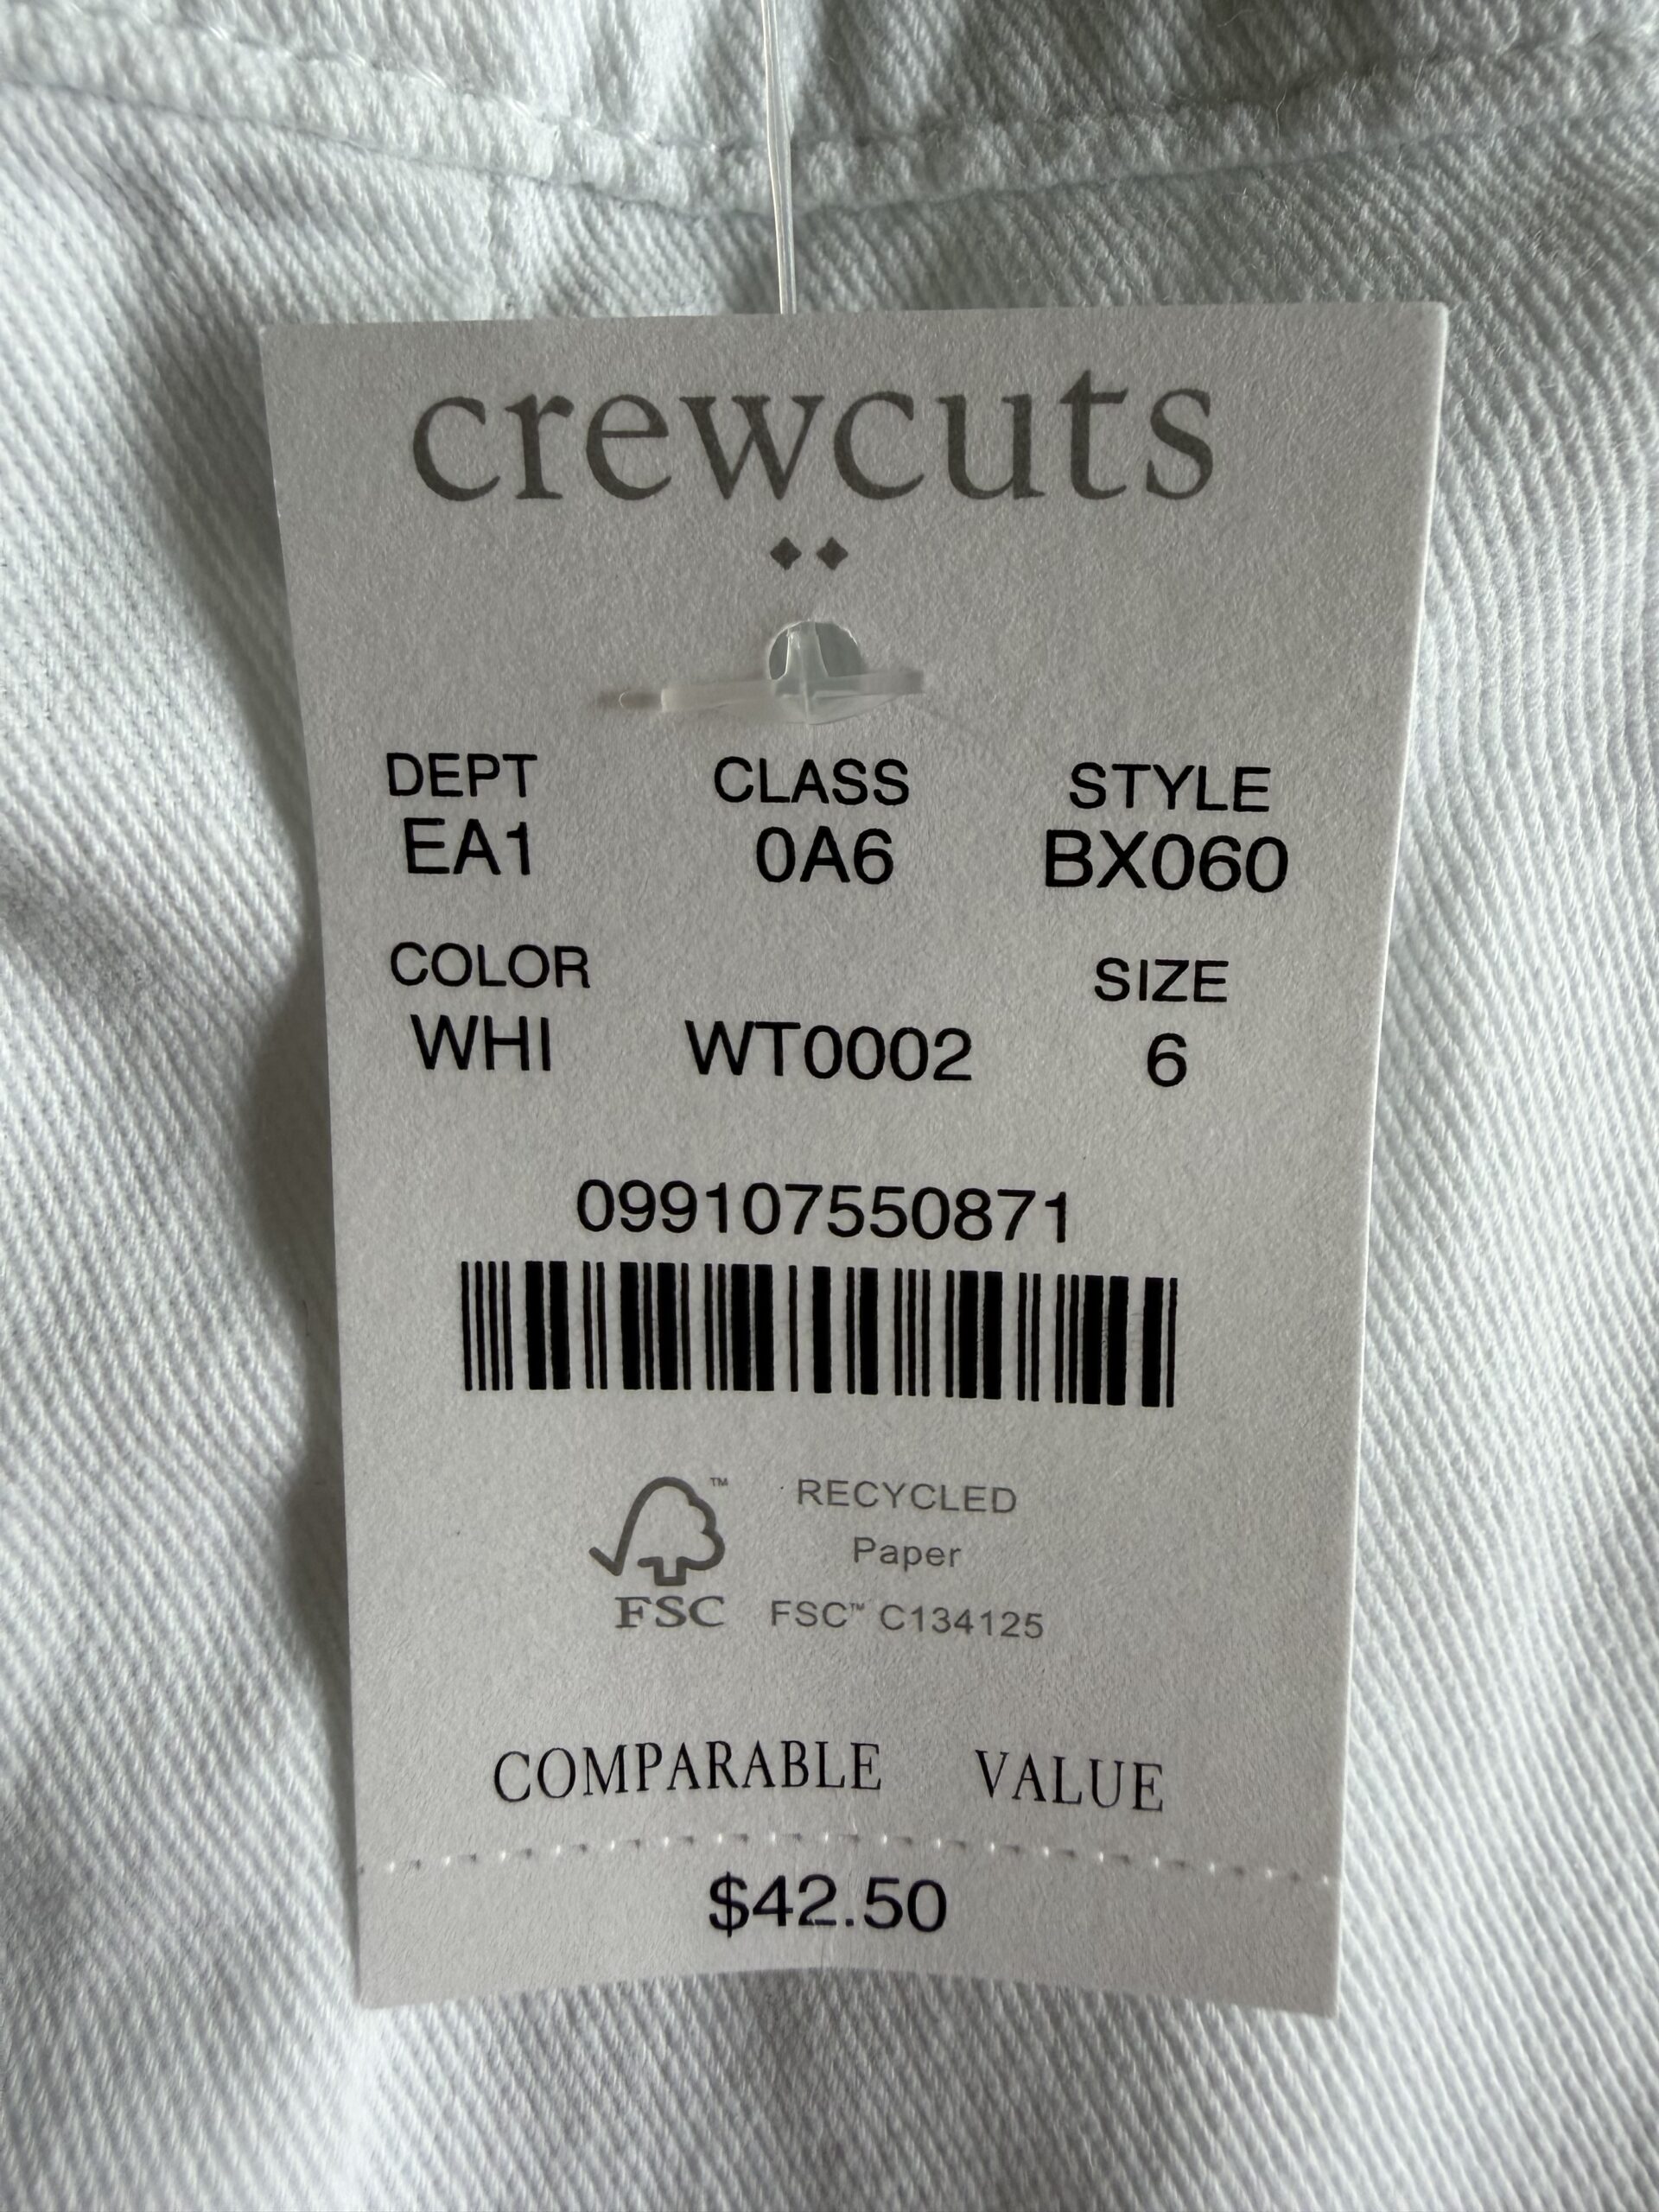 crewcuts
DEPT CLASS STYLE
EA1 0A6 BX060
COLOR SIZE
WHI WT0002 6
099107550871
RECYCLED
Paper
FSC FSC™ C134125
COMPARABLE VALUE
$42.50